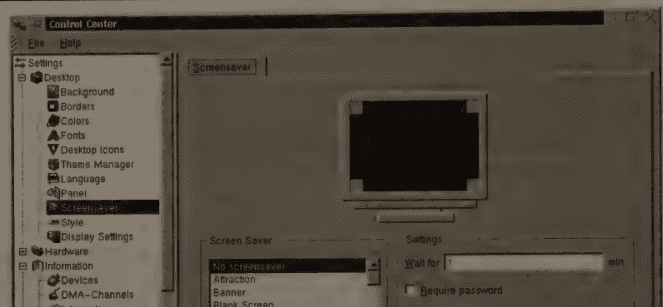 Control Center
File Help
Settings
Desktop
Background
Borders
Colors
Fonts
Desktop Icons
Theme Manager
Language
Panel
Screensaver
Style
Display Settings
Hardware
Information
Devices
DMA-Channels
Screensaver
Screen Saver
No screensaver
Attraction
Banner
Blank Screen
Settings
Wait for 1 min.
Require password